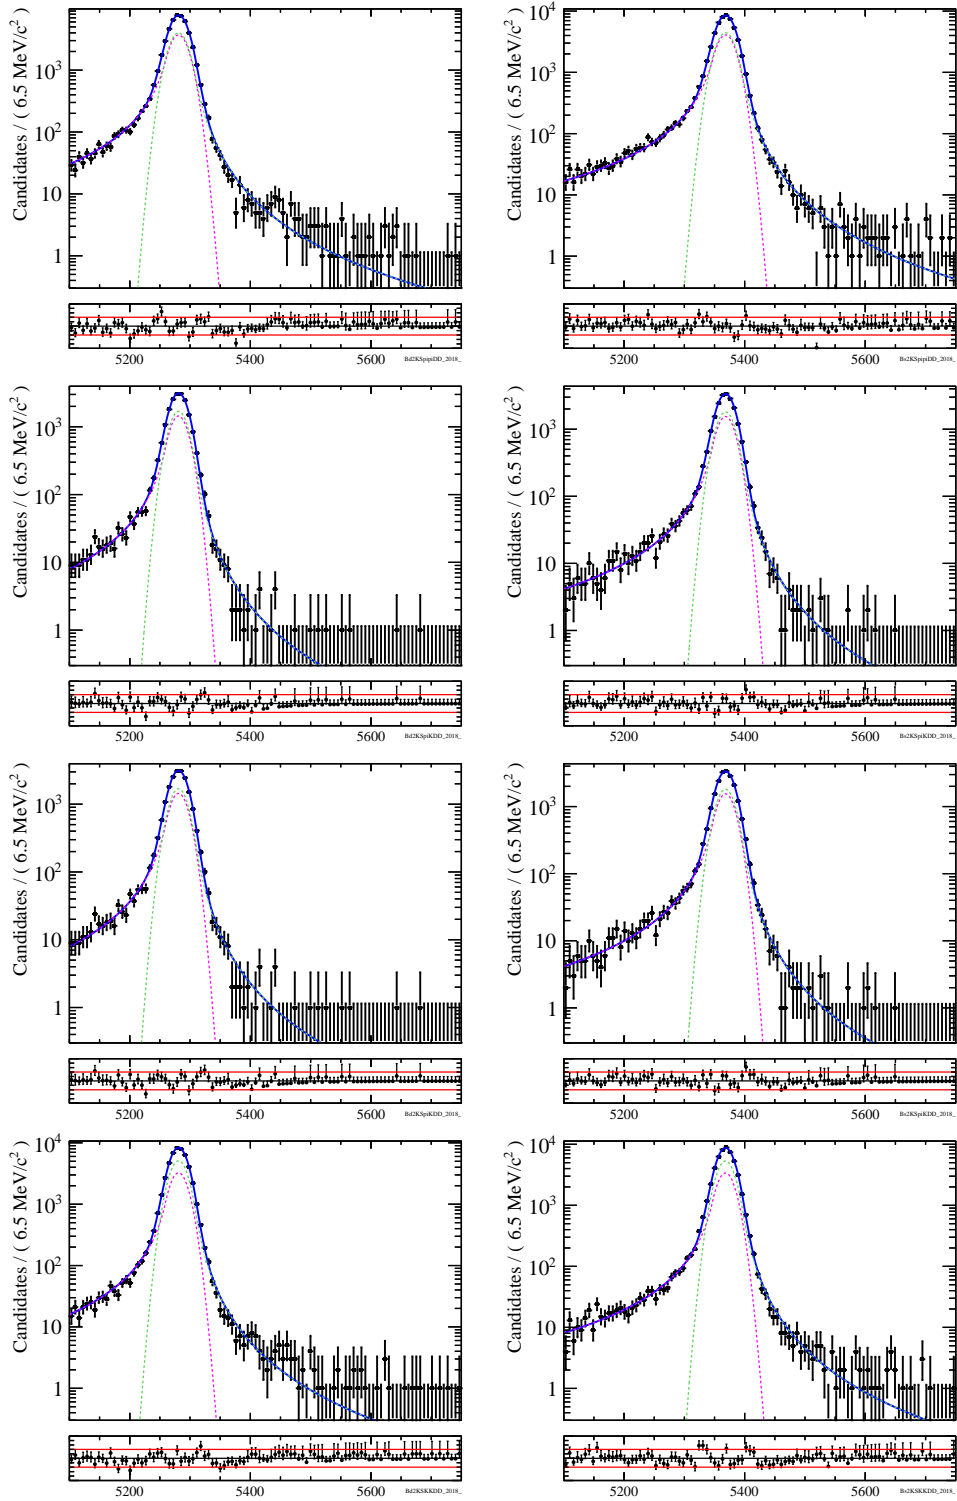 Candidates / ( 6.5 MeV/c² )
10³
10²
10
1
5200 5400 5600
Bd2KSpipiDD_2018_
Candidates / ( 6.5 MeV/c² )
10⁴
10³
10²
10
1
5200 5400 5600
Bs2KSpipiDD_2018_
Candidates / ( 6.5 MeV/c² )
10³
10²
10
1
5200 5400 5600
Bd2KSpiKDD_2018_
Candidates / ( 6.5 MeV/c² )
10³
10²
10
1
5200 5400 5600
Bs2KSpiKDD_2018_
Candidates / ( 6.5 MeV/c² )
10³
10²
10
1
5200 5400 5600
Bd2KSpiKDD_2018_
Candidates / ( 6.5 MeV/c² )
10³
10²
10
1
5200 5400 5600
Bs2KSpiKDD_2018_
Candidates / ( 6.5 MeV/c² )
10⁴
10³
10²
10
1
5200 5400 5600
Bd2KSKKDD_2018_
Candidates / ( 6.5 MeV/c² )
10⁴
10³
10²
10
1
5200 5400 5600
Bs2KSKKDD_2018_